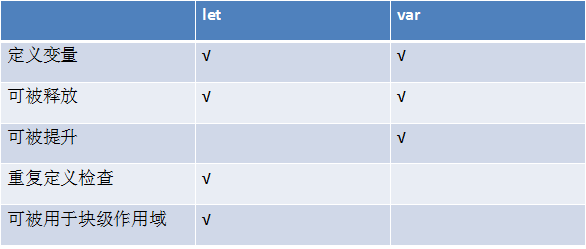 let var
定义变量 √ √
可被释放 √ √
可被提升 √
重复定义检查 √
可被用于块级作用域 √